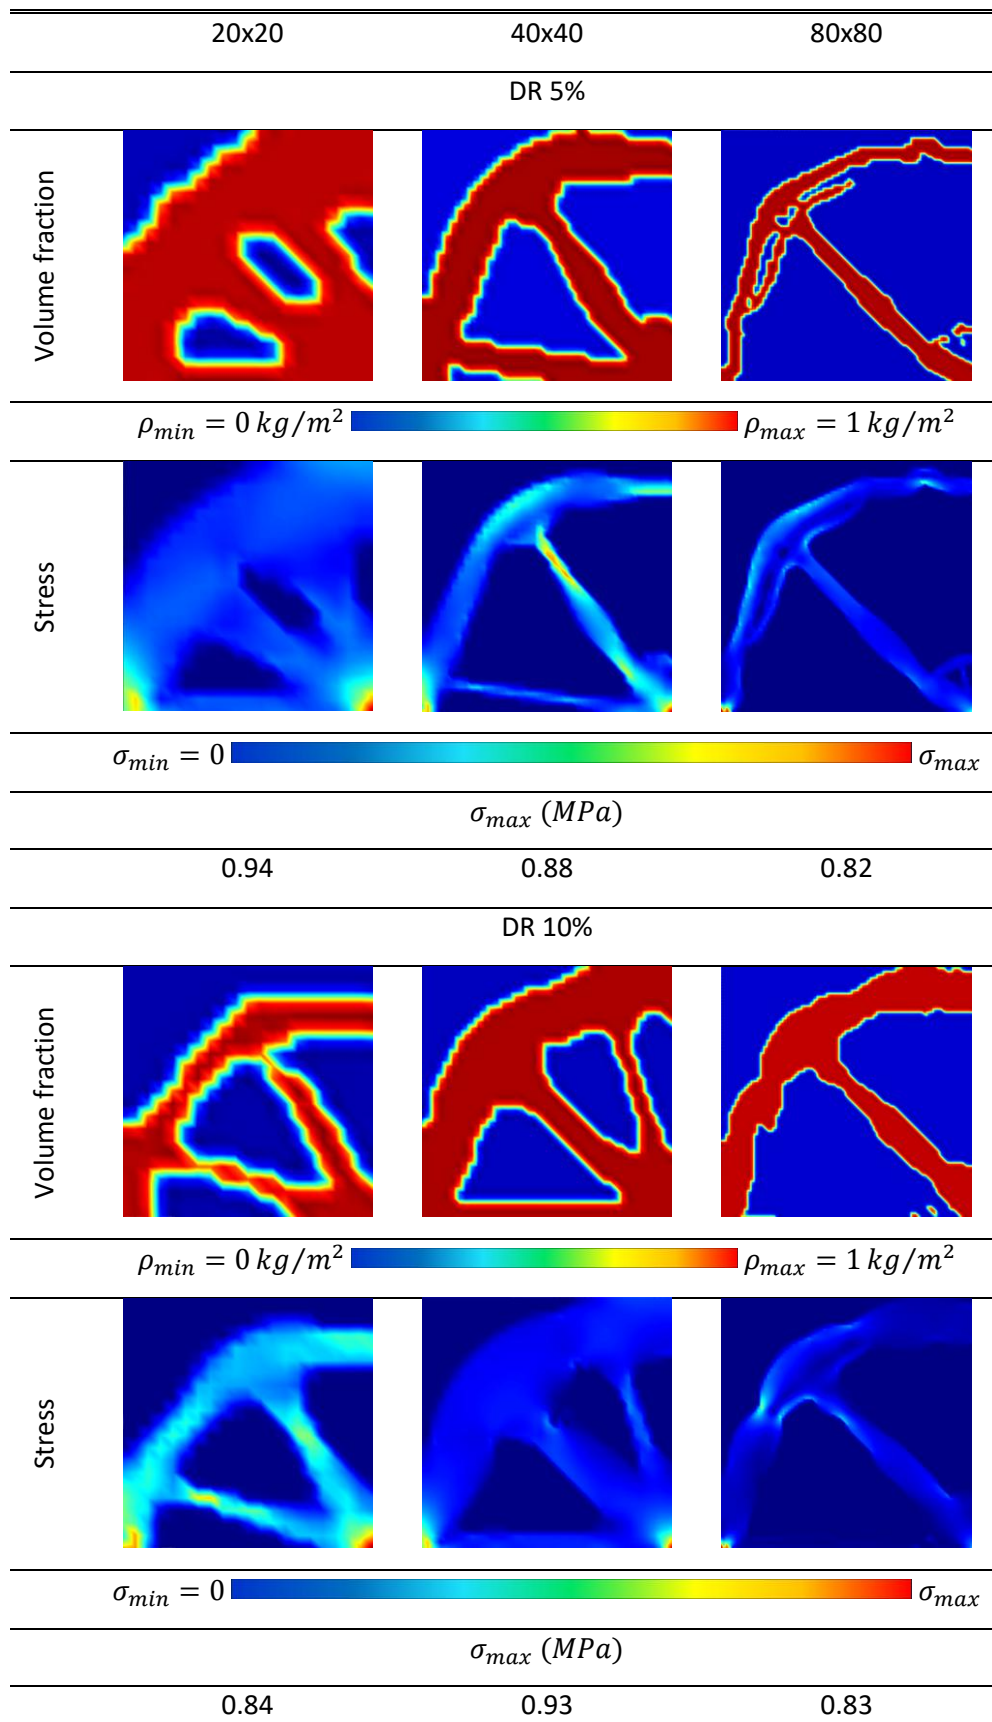 20x20 40x40 80x80
DR 5%
Volume fraction
ρmin = 0 kg/m² ρmax = 1 kg/m²
Stress
σmin = 0 σmax
σmax (MPa)
0.94 0.88 0.82
DR 10%
Volume fraction
ρmin = 0 kg/m² ρmax = 1 kg/m²
Stress
σmin = 0 σmax
σmax (MPa)
0.84 0.93 0.83